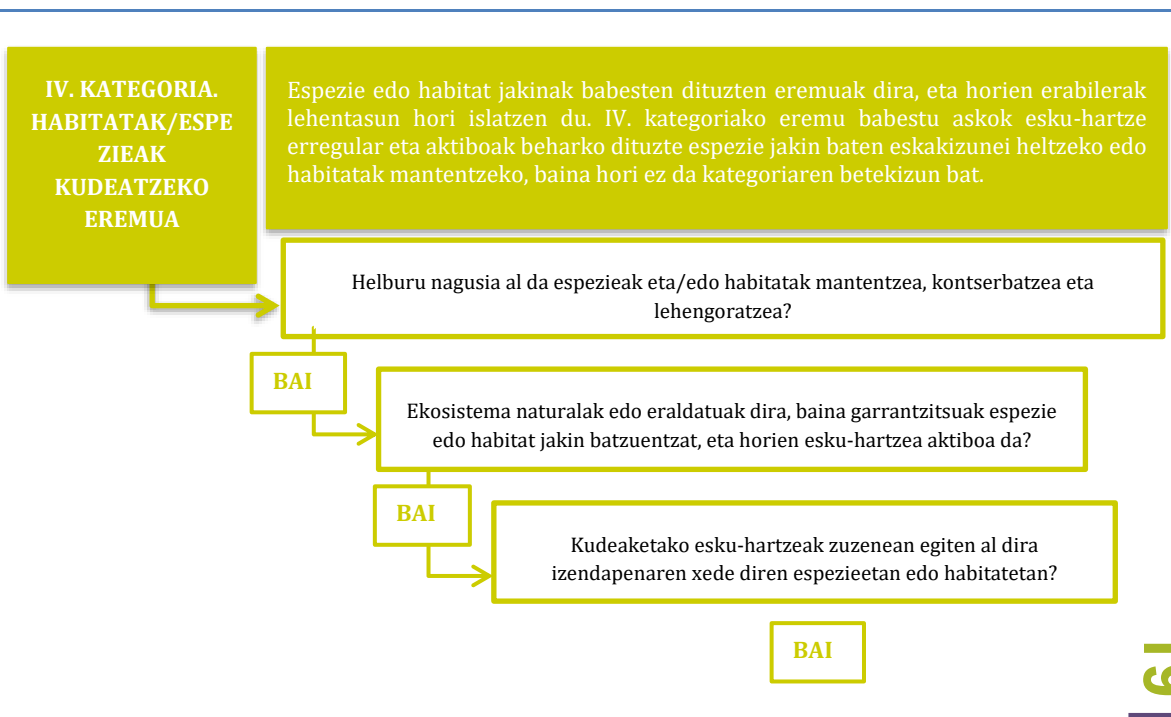 IV. KATEGORIA.
HABITATAK/ESPE
ZIEAK
KUDEATZEKO
EREMUA
Espezie edo habitat jakinak babesten dituzten eremuak dira, eta horien erabilerak
lehentasun hori islatzen du. IV. kategoriako eremu babestu askok esku-hartze
erregular eta aktiboak beharko dituzte espezie jakin baten eskakizunei heltzeko edo
habitatak mantentzeko, baina hori ez da kategoriaren betekizun bat.
Helburu nagusia al da espezieak eta/edo habitatak mantentzea, kontserbatzea eta
lehengoratzea?
BAI
Ekosistema naturalak edo eraldatuak dira, baina garrantzitsuak espezie
edo habitat jakin batzuentzat, eta horien esku-hartzea aktiboa da?
BAI
Kudeaketako esku-hartzeak zuzenean egiten al dira
izendapenaren xede diren espezieetan edo habitatetan?
BAI